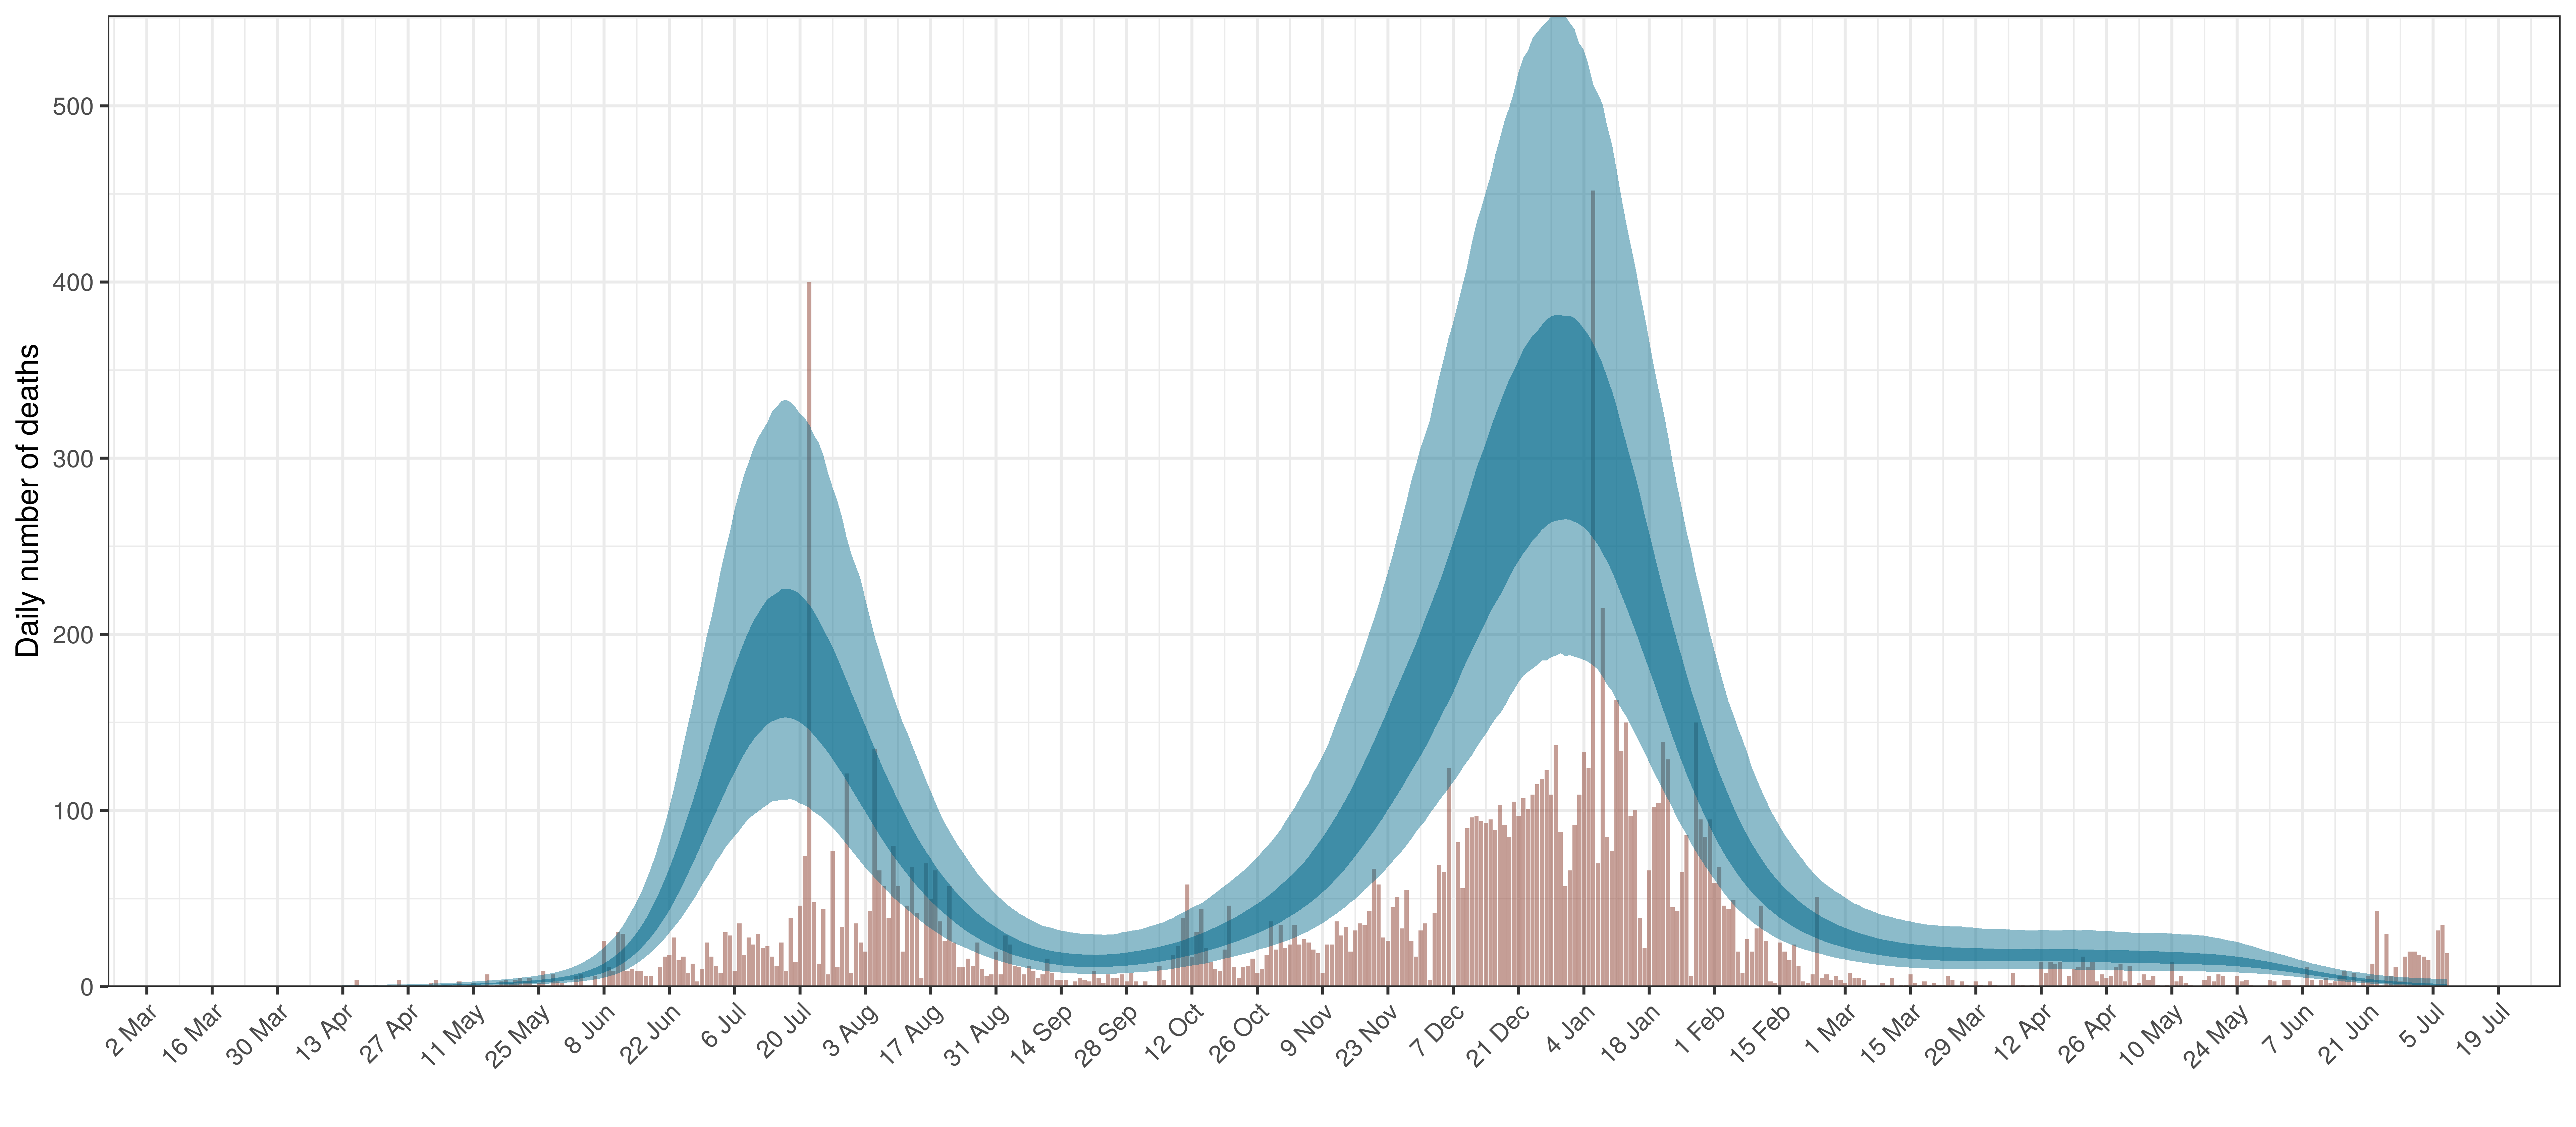 Daily number of deaths
500
400
300
200
100
0
2 Mar
16 Mar
30 Mar
13 Apr
27 Apr
11 May
25 May
8 Jun
22 Jun
6 Jul
20 Jul
3 Aug
17 Aug
31 Aug
14 Sep
28 Sep
12 Oct
26 Oct
9 Nov
23 Nov
7 Dec
21 Dec
4 Jan
18 Jan
1 Feb
15 Feb
1 Mar
15 Mar
29 Mar
12 Apr
26 Apr
10 May
24 May
7 Jun
21 Jun
5 Jul
19 Jul